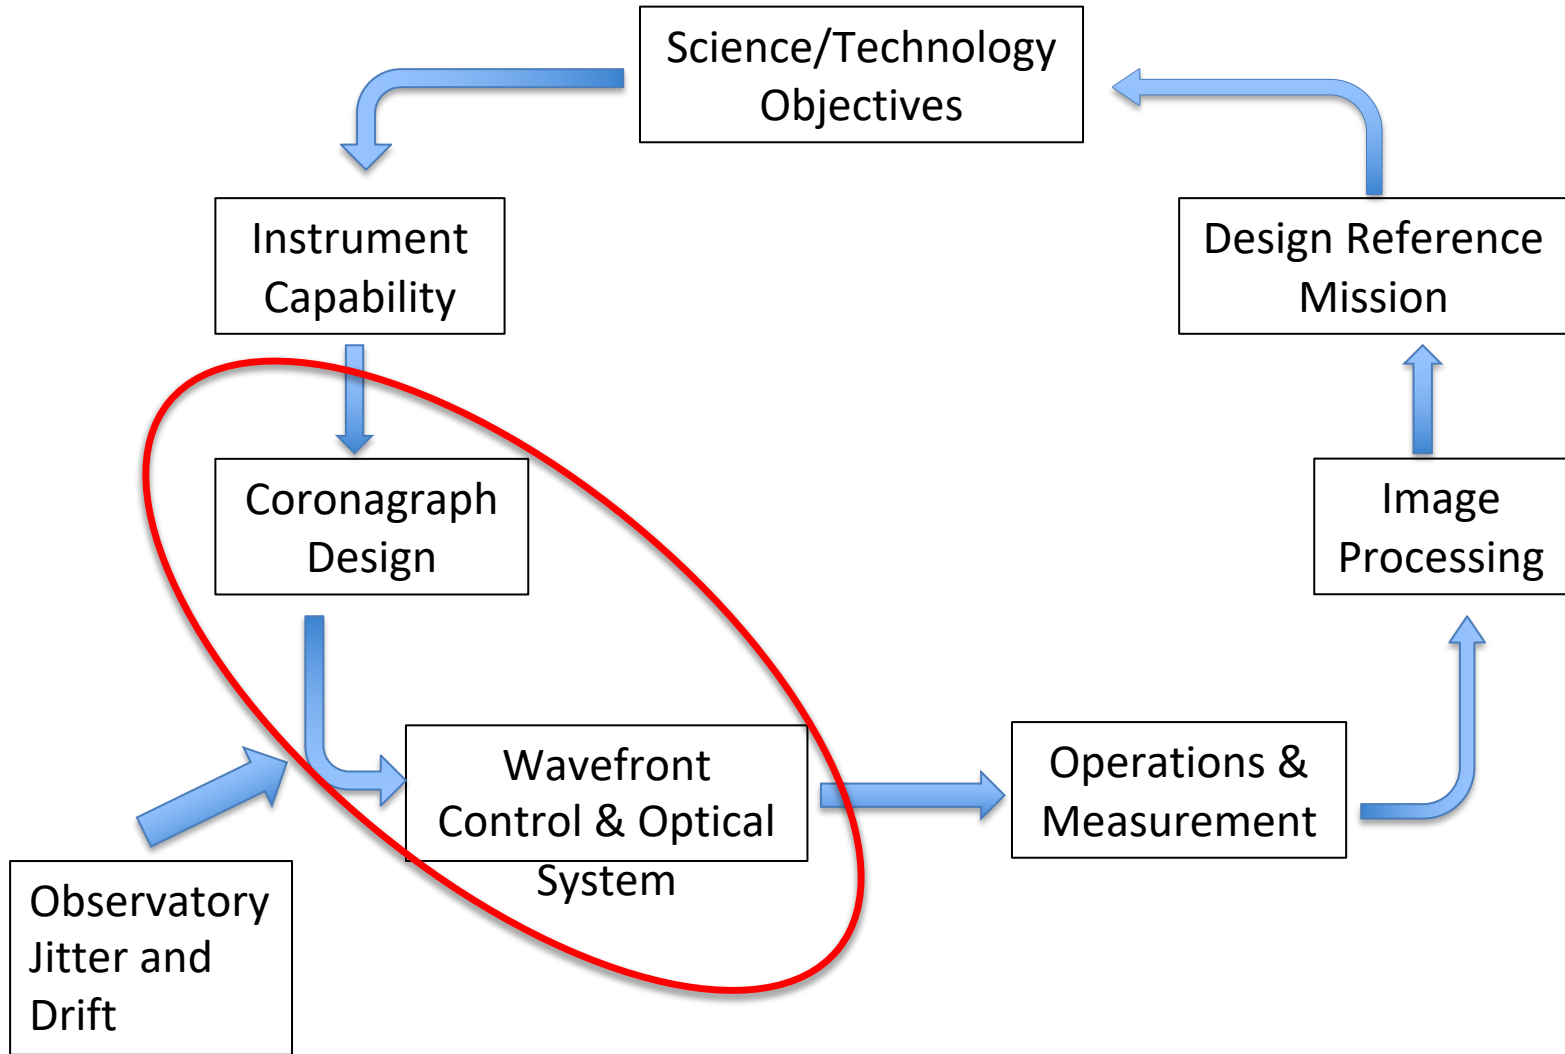 Science/Technology
Objectives
Instrument
Capability
Design Reference
Mission
Coronagraph
Design
Image
Processing
Wavefront
Control & Optical
System
Operations &
Measurement
Observatory
Jitter and
Drift